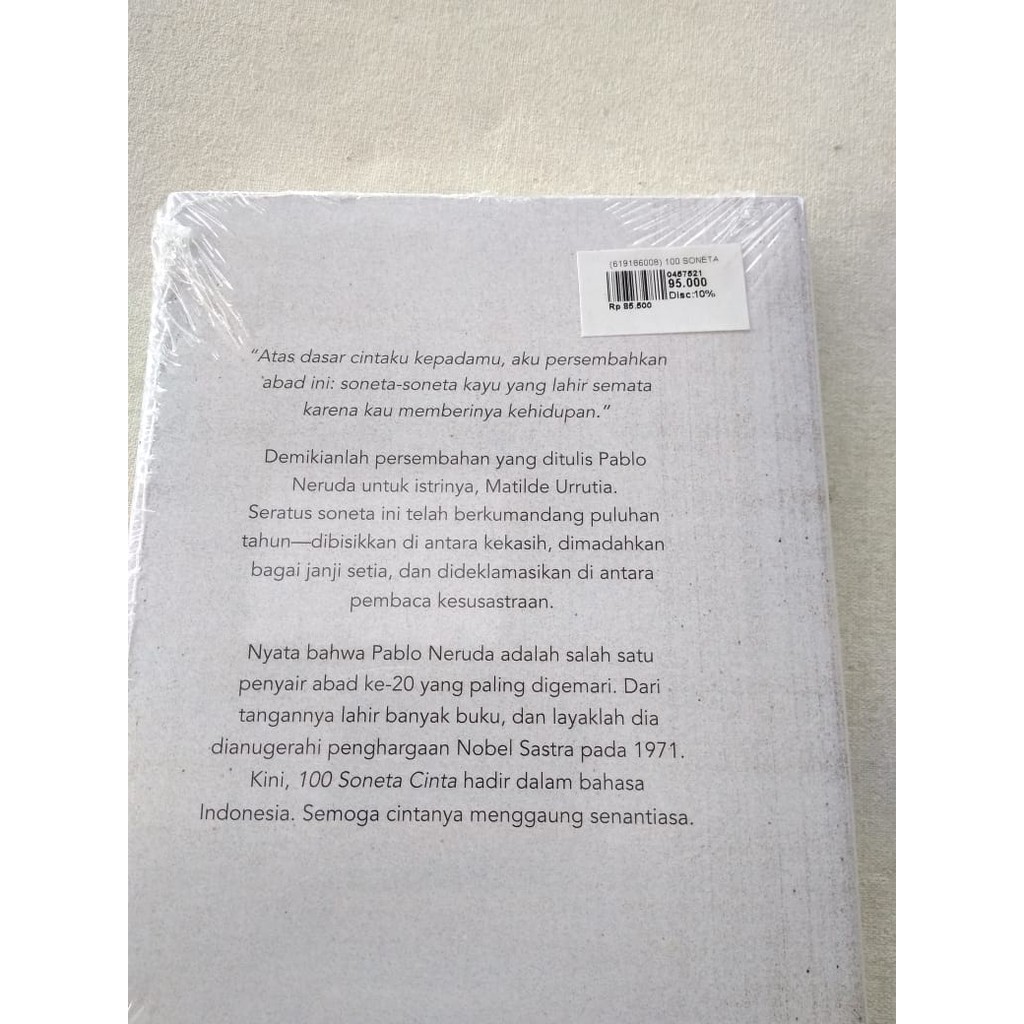 (619186008) 100 SONETA
0487821
95.000
Disc:10%
Rp 85.500
“Atas dasar cintaku kepadamu, aku persembahkan
abad ini: soneta-soneta kayu yang lahir semata
karena kau memberinya kehidupan.”
Demikianlah persembahan yang ditulis Pablo
Neruda untuk istrinya, Matilde Urrutia.
Seratus soneta ini telah berkumandang puluhan
tahun—dibisikkan di antara kekasih, dimadahkan
bagai janji setia, dan dideklamasikan di antara
pembaca kesusastraan.
Nyata bahwa Pablo Neruda adalah salah satu
penyair abad ke-20 yang paling digemari. Dari
tangannya lahir banyak buku, dan layaklah dia
dianugerahi penghargaan Nobel Sastra pada 1971.
Kini, 100 Soneta Cinta hadir dalam bahasa
Indonesia. Semoga cintanya menggaung senantiasa.